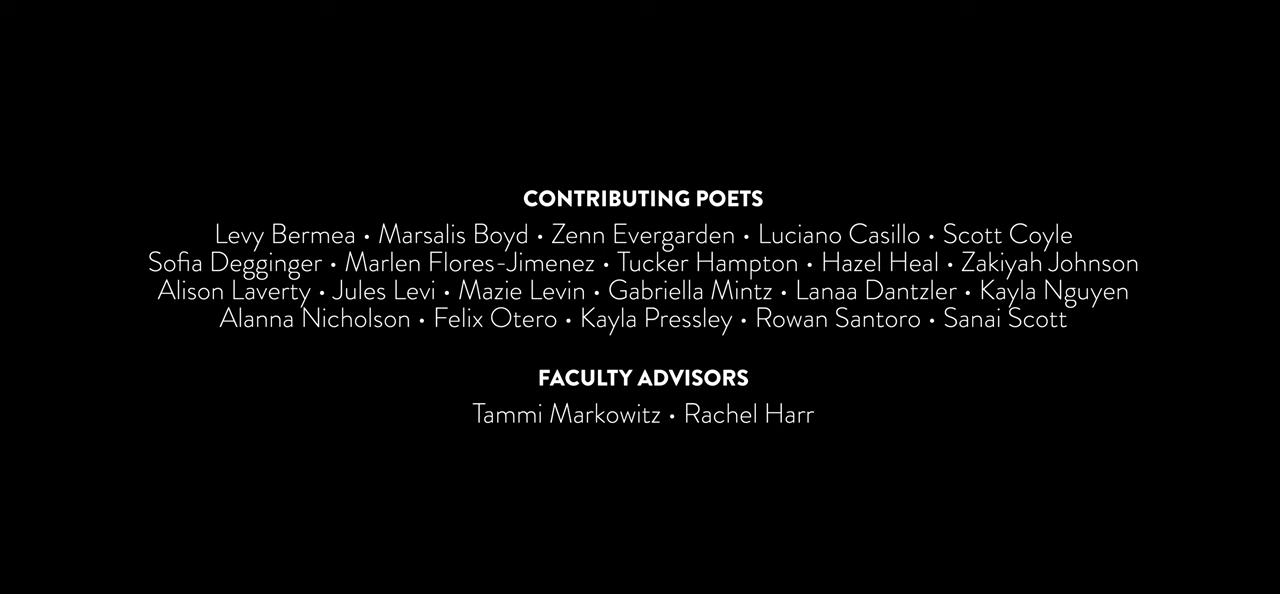 CONTRIBUTING POETS
Levy Bermea • Marsalis Boyd • Zenn Evergarden • Luciano Casillo • Scott Coyle
Sofia Degginger • Marlen Flores-Jimenez • Tucker Hampton • Hazel Heal • Zakiyah Johnson
Alison Laverty • Jules Levi • Mazie Levin • Gabriella Mintz • Lanaa Dantzler • Kayla Nguyen
Alanna Nicholson • Felix Otero • Kayla Pressley • Rowan Santoro • Sanai Scott
FACULTY ADVISORS
Tammi Markowitz • Rachel Harr